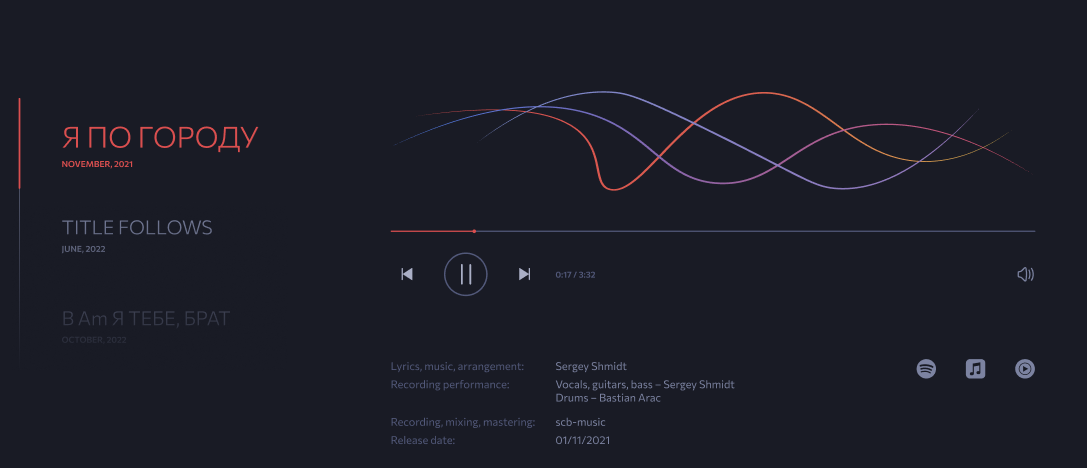 Я ПО ГОРОДУ
NOVEMBER, 2021
TITLE FOLLOWS
JUNE, 2022
В Am Я ТЕБЕ, БРАТ
OCTOBER, 2022
0:17 / 3:32
Lyrics, music, arrangement: Sergey Shmidt
Recording performance: Vocals, guitars, bass – Sergey Shmidt
Drums – Bastian Arac
Recording, mixing, mastering: scb-music
Release date: 01/11/2021